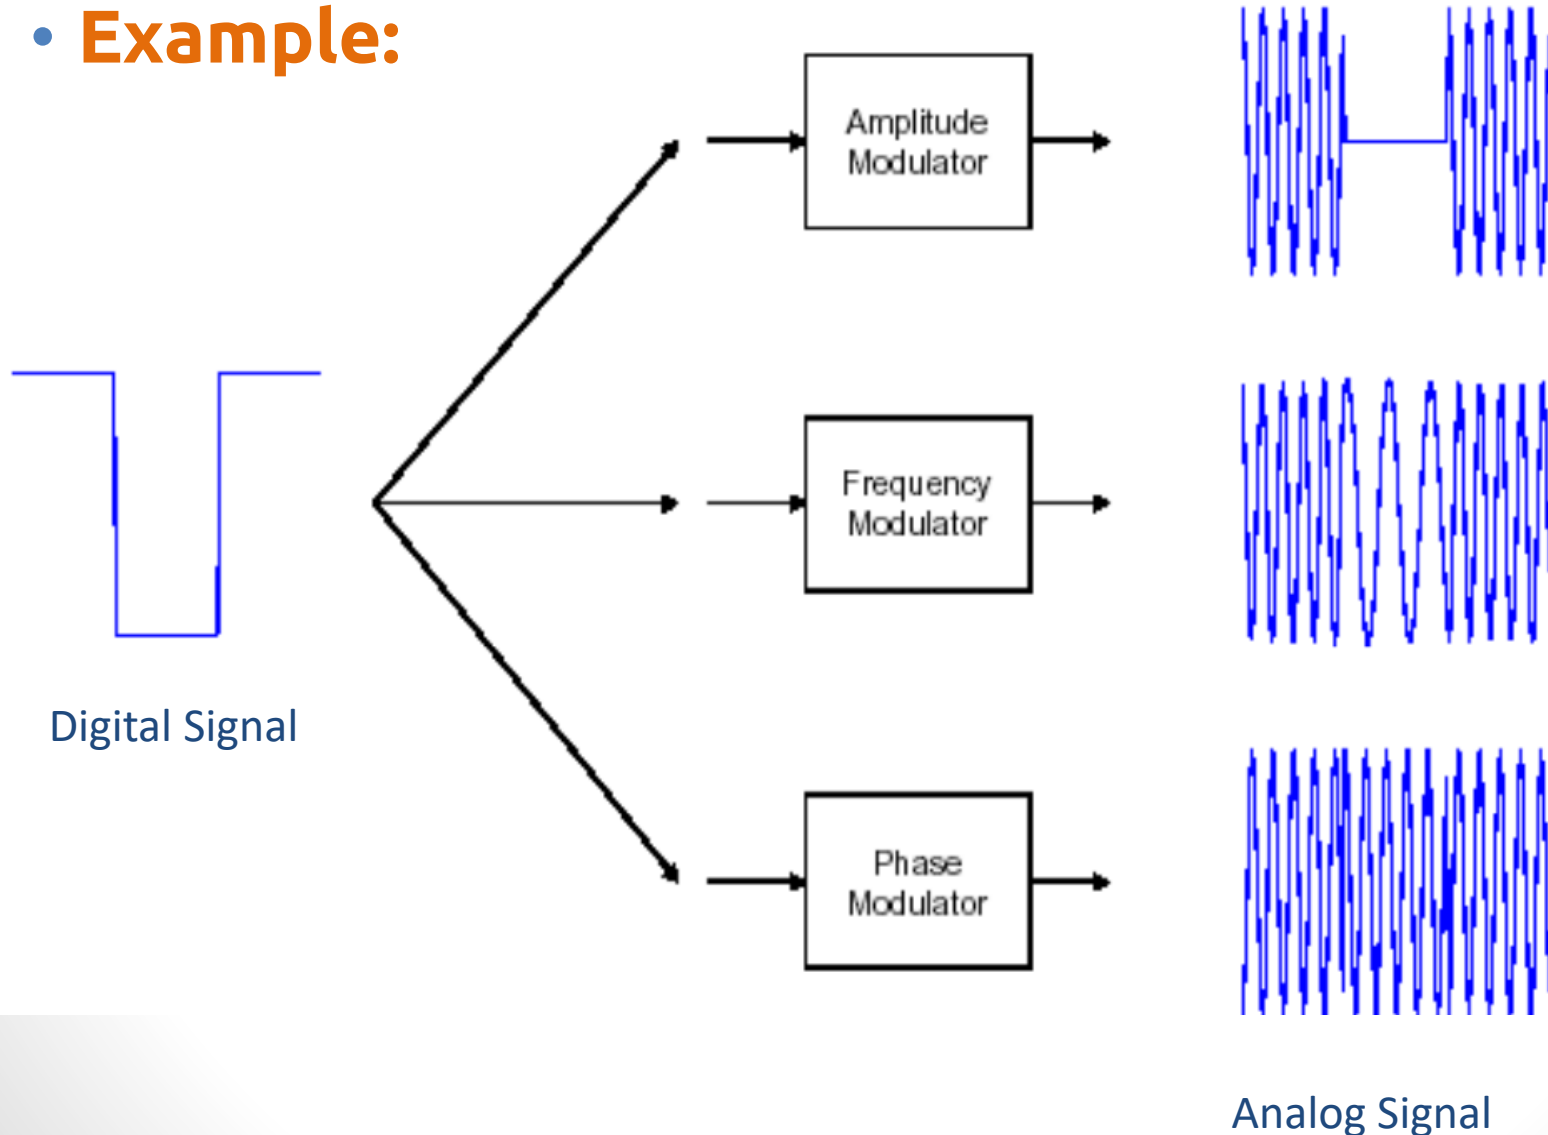 • Example:
Amplitude
Modulator
Frequency
Modulator
Digital Signal
Phase
Modulator
Analog Signal